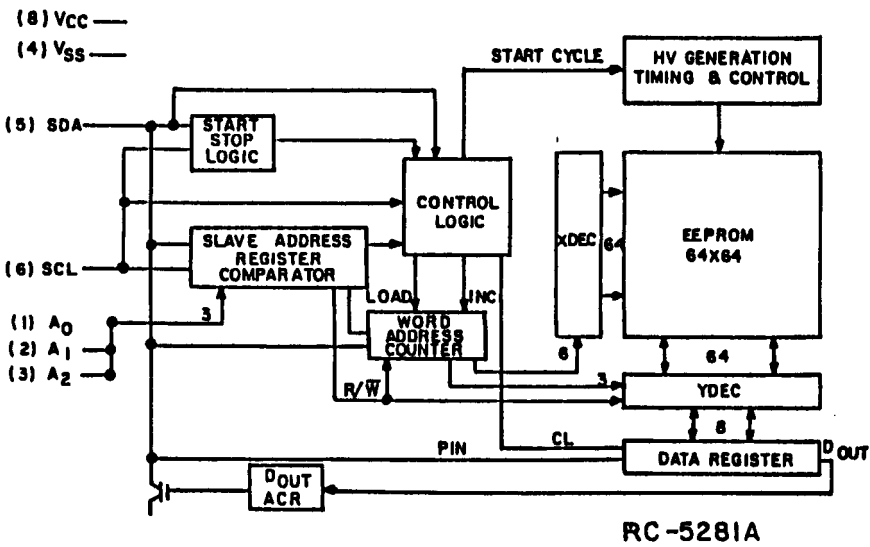 (8) VCC
(4) VSS
START CYCLE
HV GENERATION
TIMING & CONTROL
(5) SDA
START
STOP
LOGIC
CONTROL
LOGIC
XDEC
64
EEPROM
64X64
SLAVE ADDRESS
REGISTER
COMPARATOR
(6) SCL
LOAD
INC
(1) A0
3
(2) A1
(3) A2
WORD
ADDRESS
COUNTER
6
64
R/W̅
3
YDEC
8
PIN
CL
DATA REGISTER
DOUT
DOUT
ACR
RC-5281A